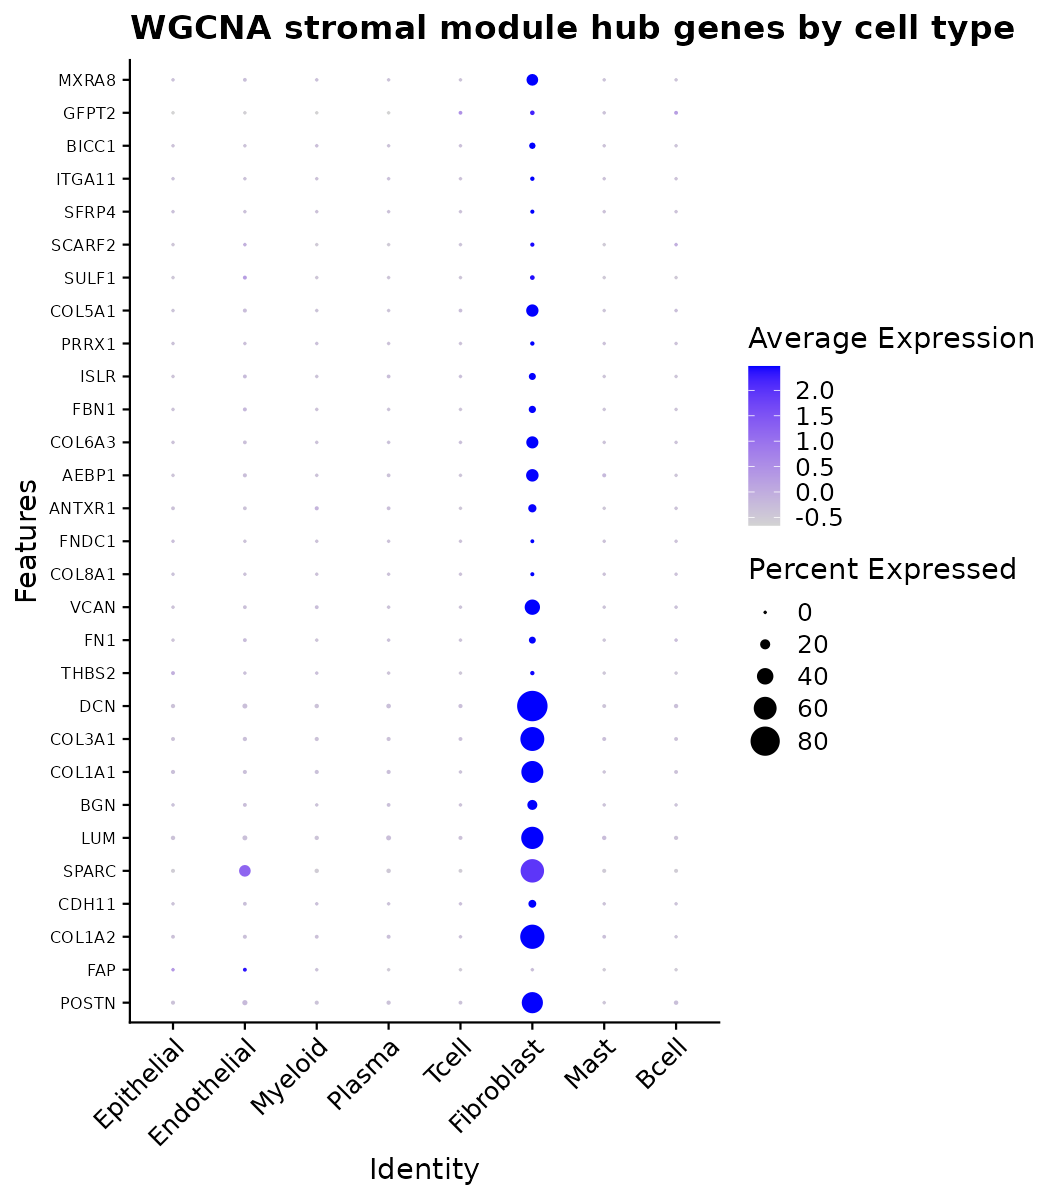 WGCNA stromal module hub genes by cell type
MXRA8
GFPT2
BICC1
ITGA11
SFRP4
SCARF2
SULF1
COL5A1
PRRX1
ISLR
FBN1
COL6A3
AEBP1
ANTXR1
FNDC1
COL8A1
VCAN
FN1
THBS2
DCN
COL3A1
COL1A1
BGN
LUM
SPARC
CDH11
COL1A2
FAP
POSTN
Features
Epithelial
Endothelial
Myeloid
Plasma
Tcell
Fibroblast
Mast
Bcell
Identity
Average Expression
2.0
1.5
1.0
0.5
0.0
-0.5
Percent Expressed
0
20
40
60
80